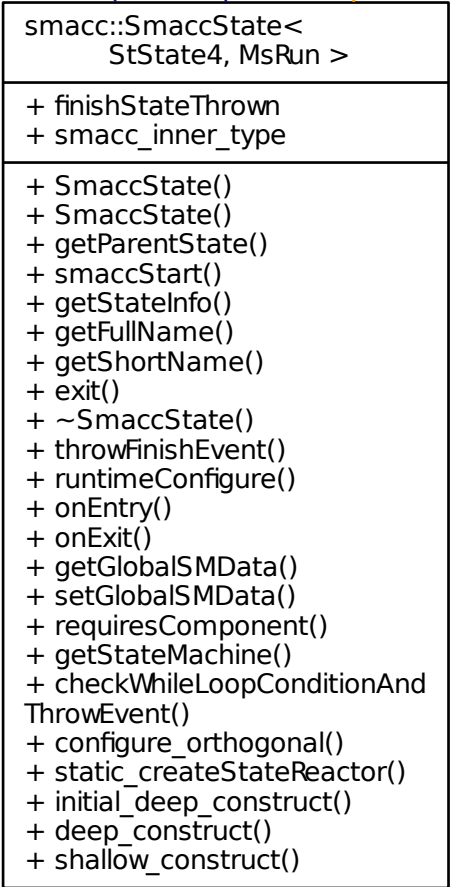 smacc::SmaccState<
StState4, MsRun >
+ finishStateThrown
+ smacc_inner_type
+ SmaccState()
+ SmaccState()
+ getParentState()
+ smaccStart()
+ getStateInfo()
+ getFullName()
+ getShortName()
+ exit()
+ ~SmaccState()
+ throwFinishEvent()
+ runtimeConfigure()
+ onEntry()
+ onExit()
+ getGlobalSMData()
+ setGlobalSMData()
+ requiresComponent()
+ getStateMachine()
+ checkWhileLoopConditionAnd
ThrowEvent()
+ configure_orthogonal()
+ static_createStateReactor()
+ initial_deep_construct()
+ deep_construct()
+ shallow_construct()